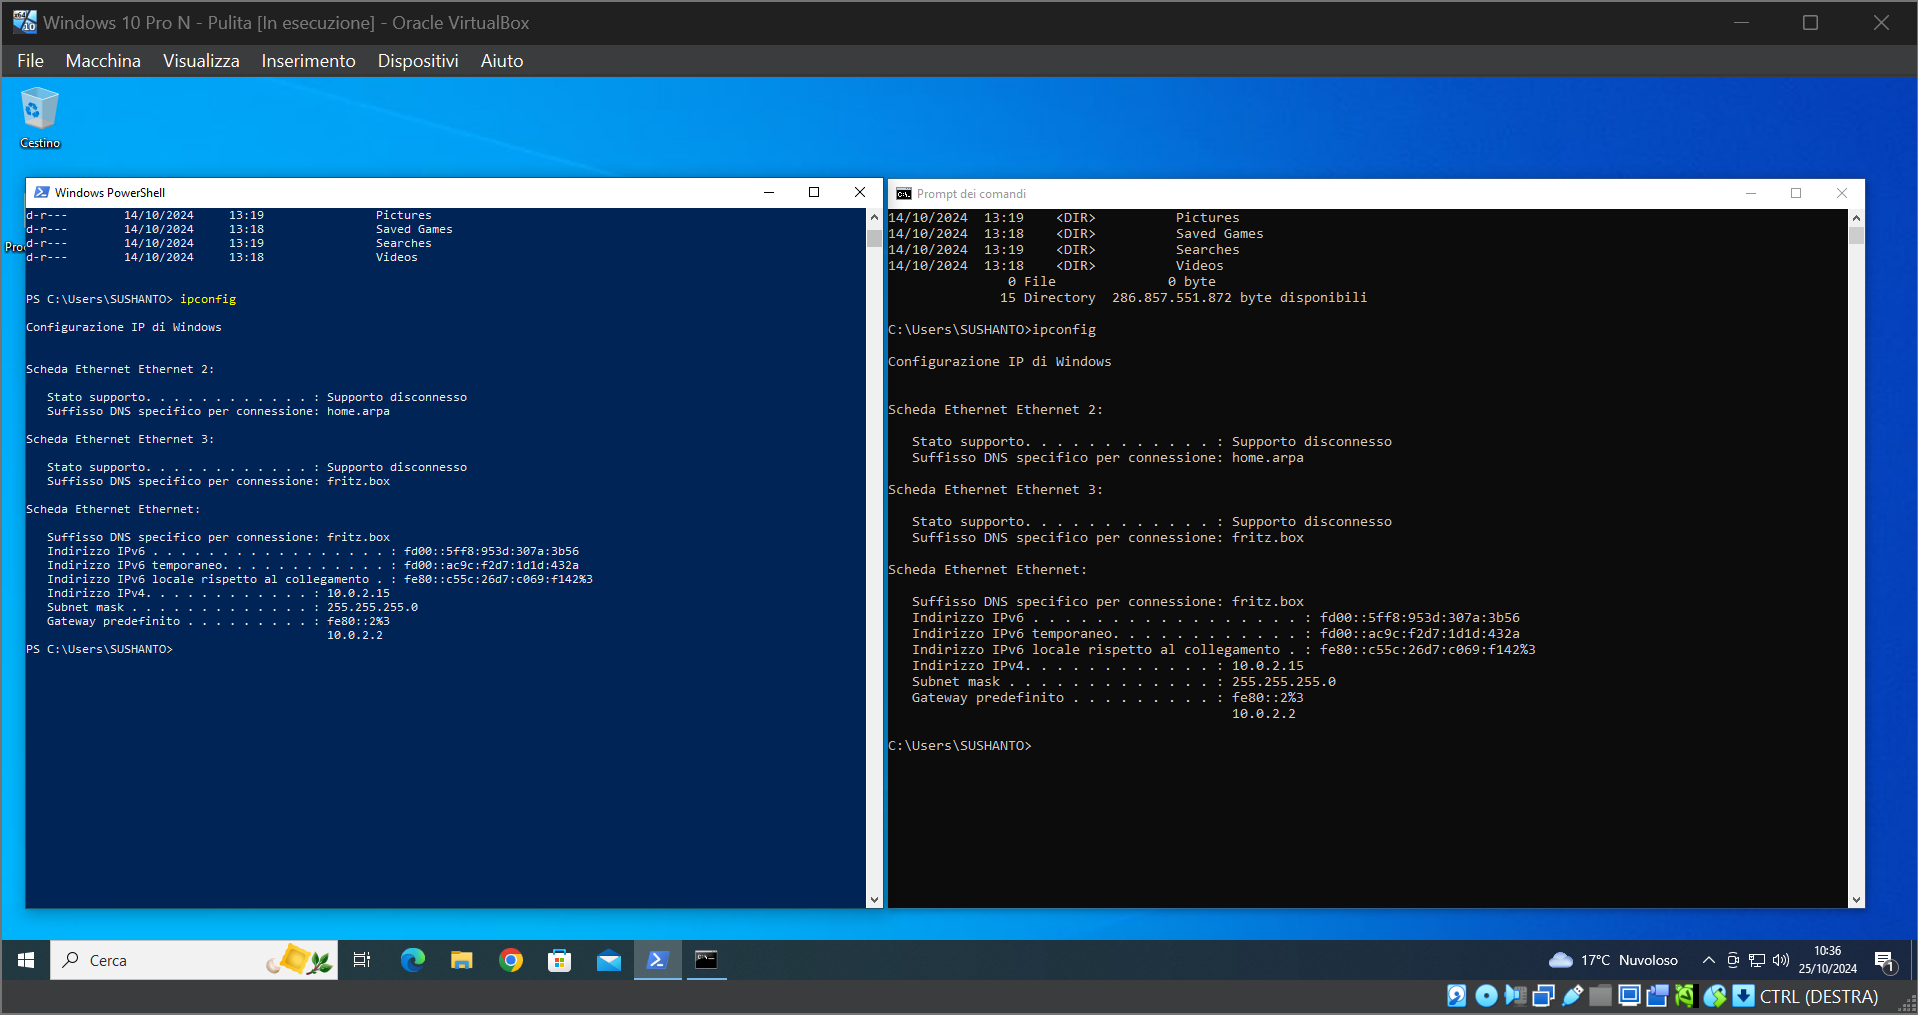 Windows 10 Pro N - Pulita [In esecuzione] - Oracle VirtualBox
File Macchina Visualizza Inserimento Dispositivi Aiuto
Cestino
Windows PowerShell
d-r--- 14/10/2024 13:19 Pictures
d-r--- 14/10/2024 13:18 Saved Games
d-r--- 14/10/2024 13:19 Searches
d-r--- 14/10/2024 13:18 Videos
PS C:\Users\SUSHANTO> ipconfig
Configurazione IP di Windows
Scheda Ethernet Ethernet 2:
Stato supporto. . . . . . . . . . . . : Supporto disconnesso
Suffisso DNS specifico per connessione: home.arpa
Scheda Ethernet Ethernet 3:
Stato supporto. . . . . . . . . . . . : Supporto disconnesso
Suffisso DNS specifico per connessione: fritz.box
Scheda Ethernet Ethernet:
Suffisso DNS specifico per connessione: fritz.box
Indirizzo IPv6 . . . . . . . . . . . . . . . . . : fd00::5ff8:953d:307a:3b56
Indirizzo IPv6 temporaneo. . . . . . . . . . . . : fd00::ac9c:f2d7:1d1d:432a
Indirizzo IPv6 locale rispetto al collegamento . : fe80::c55c:26d7:c069:f142%3
Indirizzo IPv4. . . . . . . . . . . . : 10.0.2.15
Subnet mask . . . . . . . . . . . . . : 255.255.255.0
Gateway predefinito . . . . . . . . . : fe80::2%3
10.0.2.2
PS C:\Users\SUSHANTO>
Prompt dei comandi
14/10/2024 13:19 <DIR> Pictures
14/10/2024 13:18 <DIR> Saved Games
14/10/2024 13:19 <DIR> Searches
14/10/2024 13:18 <DIR> Videos
0 File 0 byte
15 Directory 286.857.551.872 byte disponibili
C:\Users\SUSHANTO>ipconfig
Configurazione IP di Windows
Scheda Ethernet Ethernet 2:
Stato supporto. . . . . . . . . . . . : Supporto disconnesso
Suffisso DNS specifico per connessione: home.arpa
Scheda Ethernet Ethernet 3:
Stato supporto. . . . . . . . . . . . : Supporto disconnesso
Suffisso DNS specifico per connessione: fritz.box
Scheda Ethernet Ethernet:
Suffisso DNS specifico per connessione: fritz.box
Indirizzo IPv6 . . . . . . . . . . . . . . . . . : fd00::5ff8:953d:307a:3b56
Indirizzo IPv6 temporaneo. . . . . . . . . . . . : fd00::ac9c:f2d7:1d1d:432a
Indirizzo IPv6 locale rispetto al collegamento . : fe80::c55c:26d7:c069:f142%3
Indirizzo IPv4. . . . . . . . . . . . : 10.0.2.15
Subnet mask . . . . . . . . . . . . . : 255.255.255.0
Gateway predefinito . . . . . . . . . : fe80::2%3
10.0.2.2
C:\Users\SUSHANTO>
Cerca
17°C Nuvoloso
10:36
25/10/2024
1
CTRL (DESTRA)